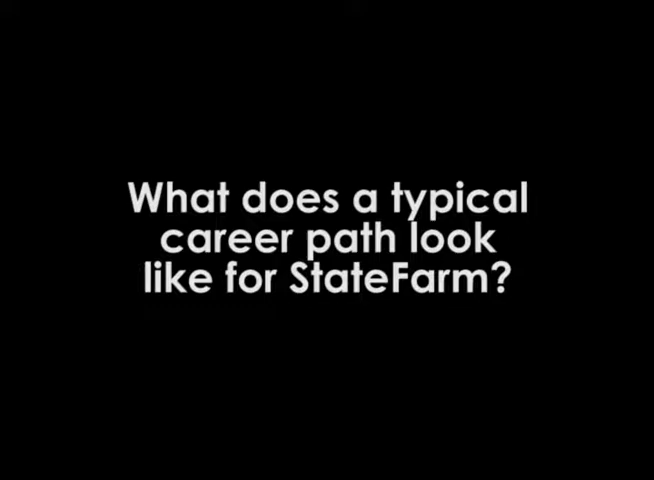 What does a typical
career path look
like for StateFarm?